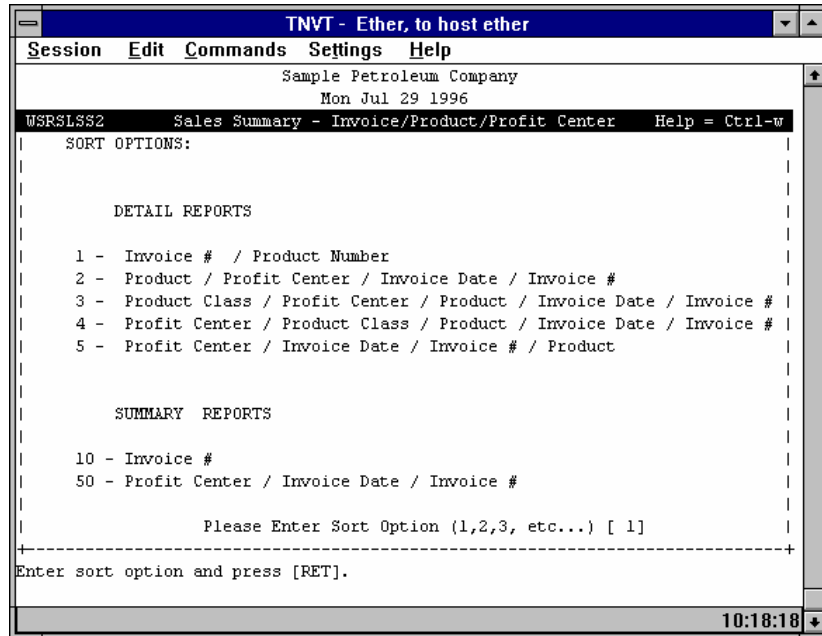 TNVT - Ether, to host ether
Session Edit Commands Settings Help
Sample Petroleum Company
Mon Jul 29 1996
WSRSLSS2 Sales Summary - Invoice/Product/Profit Center Help = Ctrl-w
SORT OPTIONS:
DETAIL REPORTS
1 - Invoice # / Product Number
2 - Product / Profit Center / Invoice Date / Invoice #
3 - Product Class / Profit Center / Product / Invoice Date / Invoice #
4 - Profit Center / Product Class / Product / Invoice Date / Invoice #
5 - Profit Center / Invoice Date / Invoice # / Product
SUMMARY REPORTS
10 - Invoice #
50 - Profit Center / Invoice Date / Invoice #
Please Enter Sort Option (1,2,3, etc...) [ 1]
Enter sort option and press [RET].
10:18:18